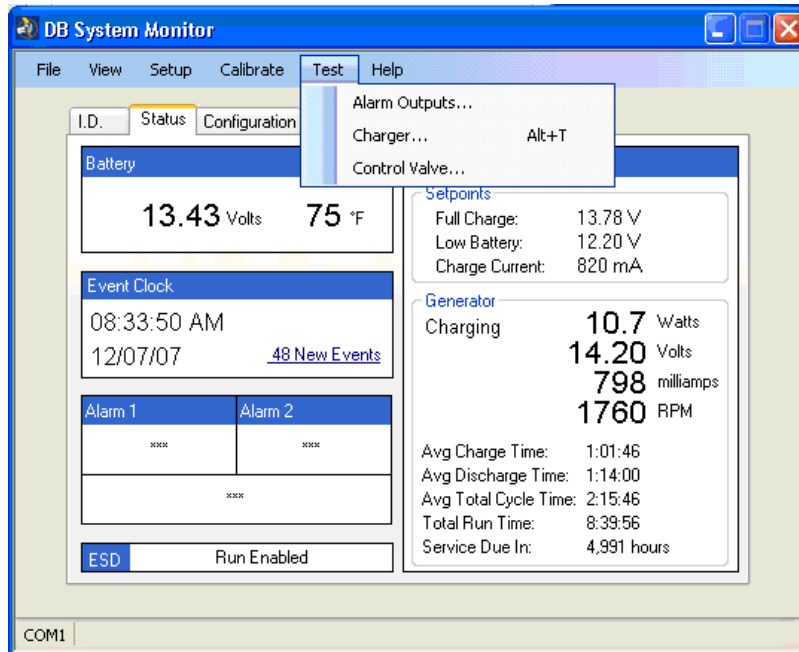 DB System Monitor
File View Setup Calibrate Test Help
Alarm Outputs...
Charger... Alt+T
Control Valve...
I.D. Status Configuration
Battery
13.43 Volts 75 °F
Event Clock
08:33:50 AM
12/07/07 48 New Events
Alarm 1 Alarm 2
*** ***
***
ESD Run Enabled
Setpoints
Full Charge: 13.78 V
Low Battery: 12.20 V
Charge Current: 820 mA
Generator
Charging 10.7 Watts
14.20 Volts
798 milliamps
1760 RPM
Avg Charge Time: 1:01:46
Avg Discharge Time: 1:14:00
Avg Total Cycle Time: 2:15:46
Total Run Time: 8:39:56
Service Due In: 4,991 hours
COM1